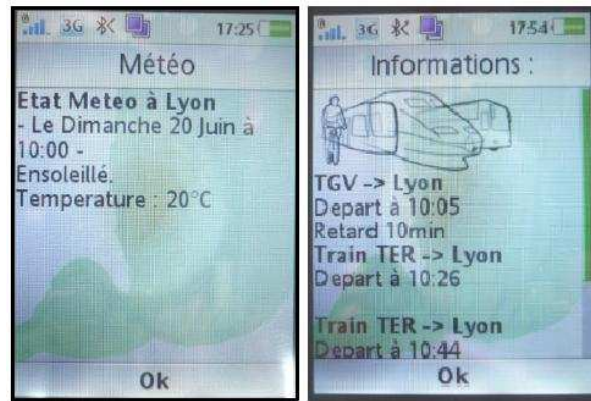 3G 17:25
Météo
Etat Meteo à Lyon
- Le Dimanche 20 Juin à
10:00 -
Ensoleillé.
Temperature : 20°C
Ok
3G 17:54
Informations :
TGV -> Lyon
Depart à 10:05
Retard 10min
Train TER -> Lyon
Depart à 10:26
Train TER -> Lyon
Depart à 10:44
Ok